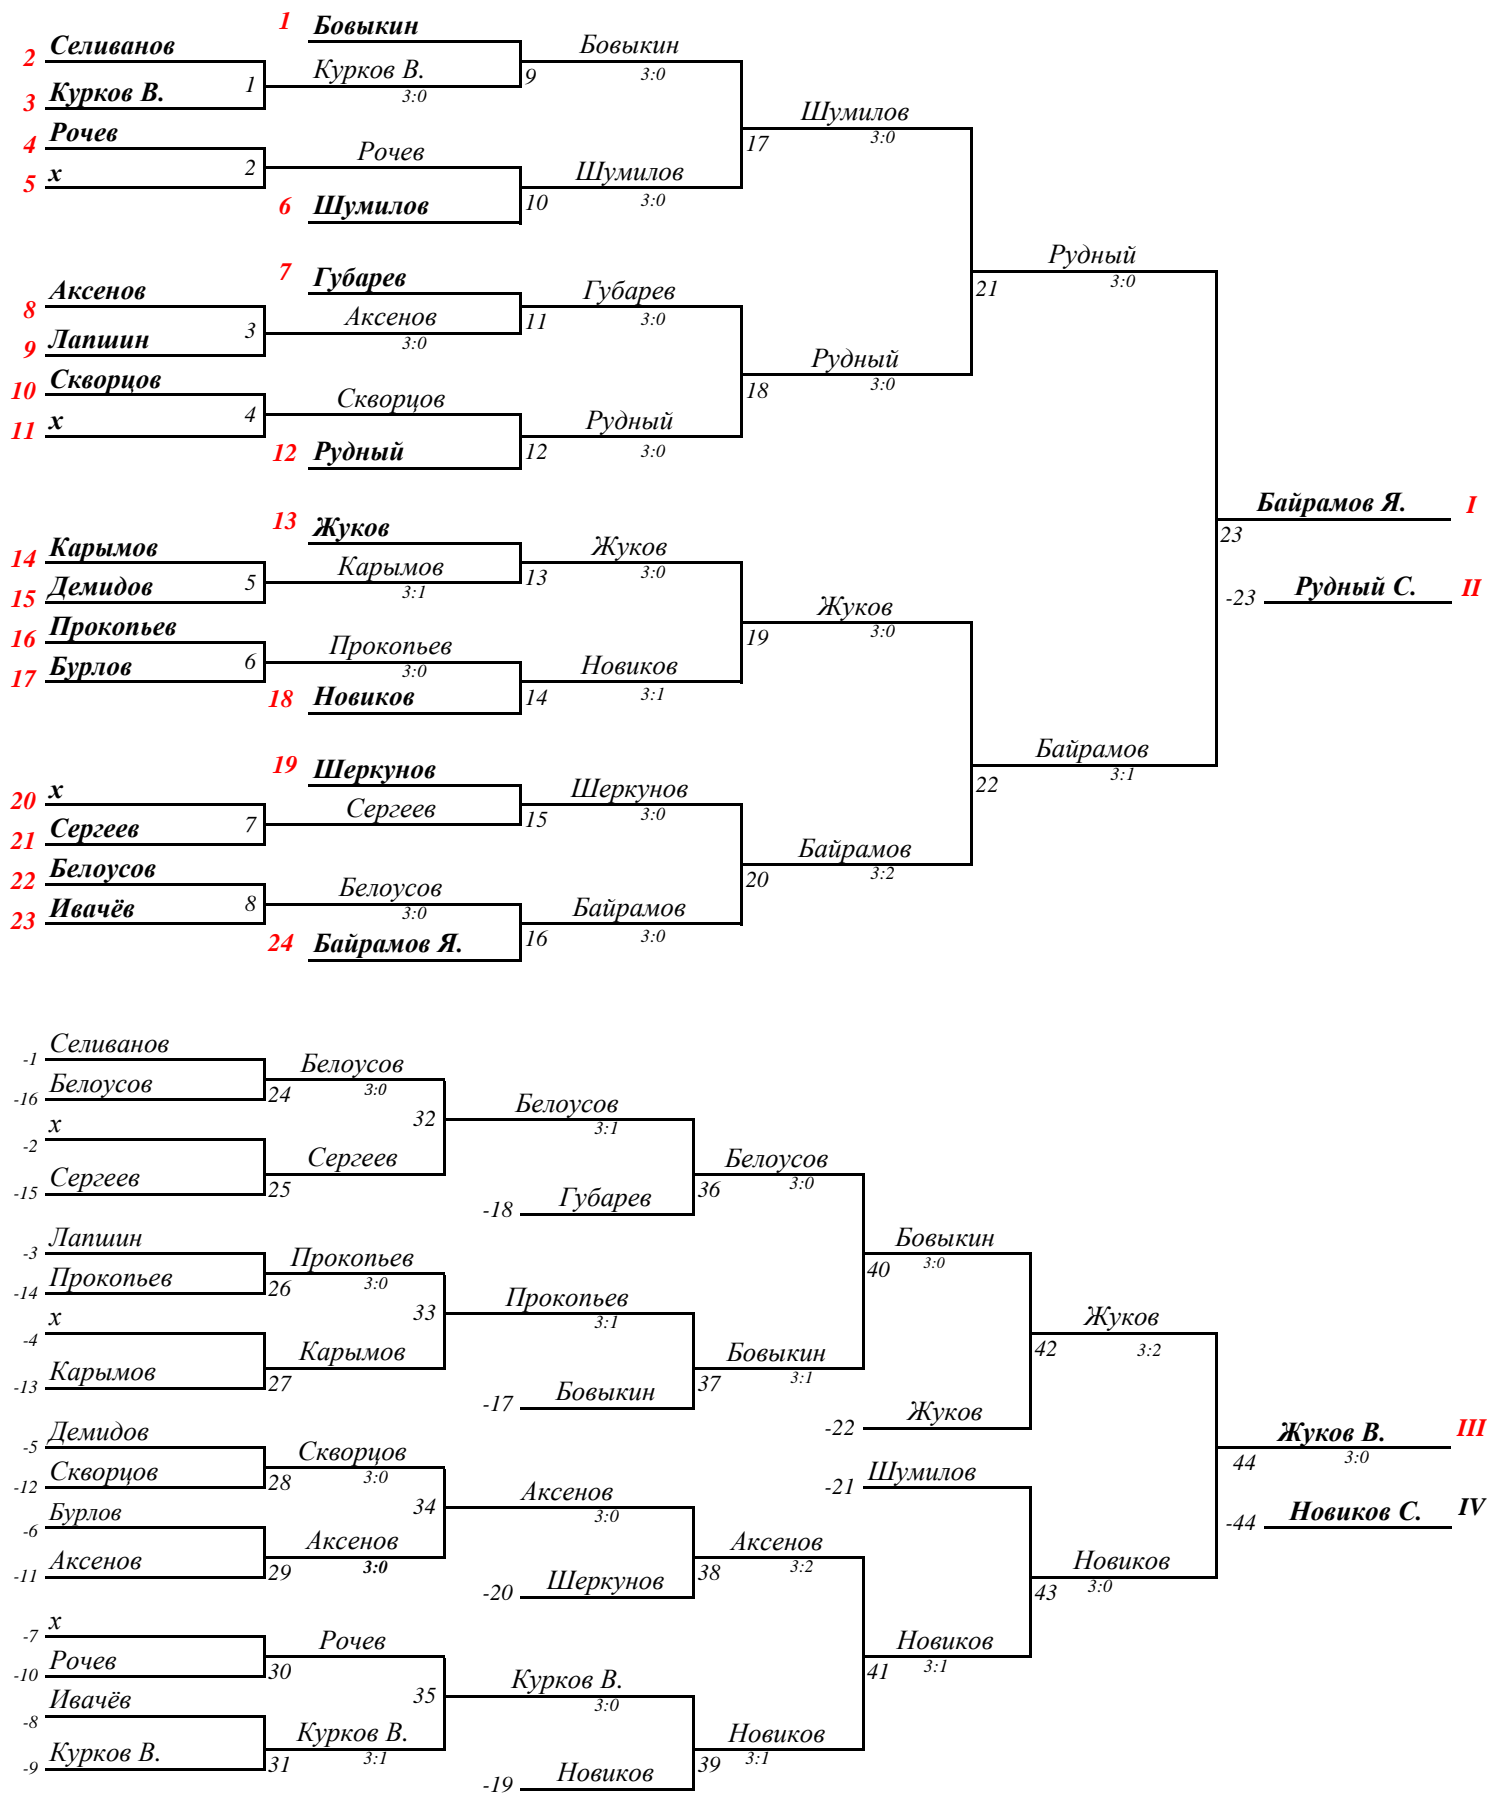 1 Бовыкин
2 Селиванов
Бовыкин
Курков В.
9 3:0
3 Курков В. 1
3:0
Шумилов
4 Рочев
17 3:0
Рочев
5 х 2
Шумилов
6 Шумилов 10 3:0
Рудный
7 Губарев
21 3:0
8 Аксенов
Губарев
Аксенов
11 3:0
9 Лапшин 3
3:0
Рудный
10 Скворцов
18 3:0
Скворцов
11 х 4
Рудный
12 Рудный 12 3:0
Байрамов Я. I
13 Жуков
23
14 Карымов
Жуков
Карымов
13 3:0
15 Демидов 5
3:1
-23 Рудный С. II
Жуков
16 Прокопьев
19 3:0
Прокопьев
17 Бурлов 6
3:0
Новиков
18 Новиков 14 3:1
Байрамов
19 Шеркунов
22 3:1
20 х
Шеркунов
Сергеев
15 3:0
21 Сергеев 7
Байрамов
22 Белоусов
20 3:2
Белоусов
23 Ивачёв 8
3:0
Байрамов
24 Байрамов Я. 16 3:0
-1 Селиванов
Белоусов
-16 Белоусов 24 3:0
32 Белоусов
3:1
-2 х
Сергеев
-15 Сергеев 25
Белоусов
36 3:0
-18 Губарев
-3 Лапшин
Прокопьев
-14 Прокопьев 26 3:0
Бовыкин
40 3:0
33 Прокопьев
3:1
-4 х
Жуков
42 3:2
Карымов
-13 Карымов 27
Бовыкин
37 3:1
-17 Бовыкин
-22 Жуков
-5 Демидов
Скворцов
-12 Скворцов 28 3:0
Жуков В. III
44 3:0
-21 Шумилов
34 Аксенов
3:0
-6 Бурлов
-44 Новиков С. IV
Аксенов
-11 Аксенов 29 3:0
Аксенов
38 3:2
-20 Шеркунов
Новиков
43 3:0
-7 х
Рочев
-10 Рочев 30
Новиков
41 3:1
35 Курков В.
3:0
-8 Ивачёв
Курков В.
-9 Курков В. 31 3:1
Новиков
39 3:1
-19 Новиков